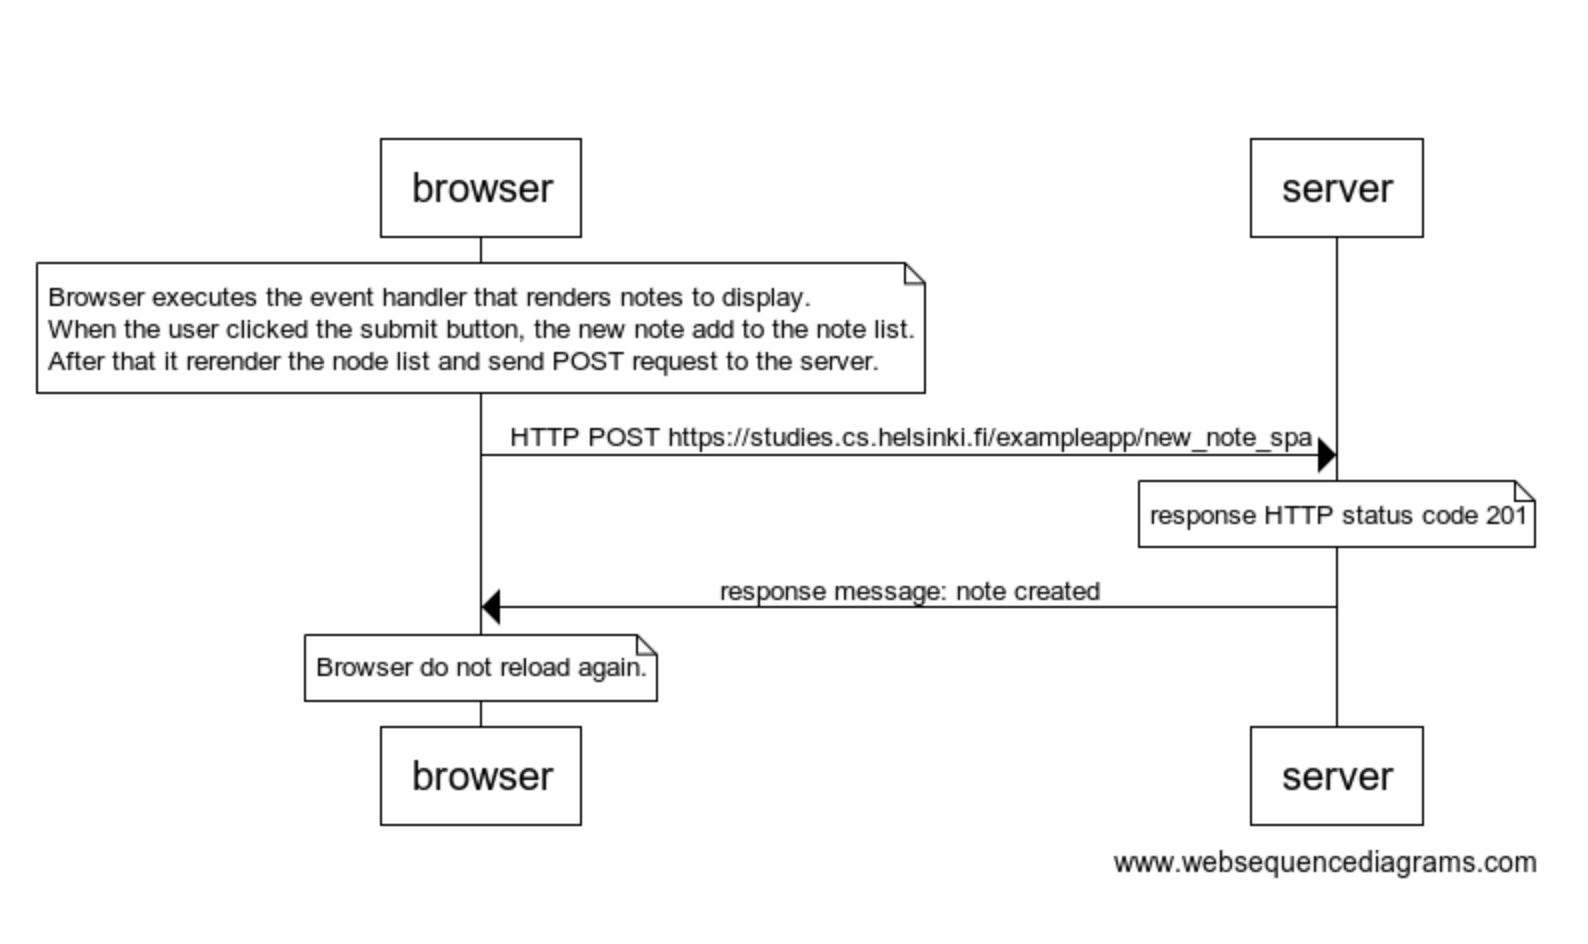 browser
server
Browser executes the event handler that renders notes to display.
When the user clicked the submit button, the new note add to the note list.
After that it rerender the node list and send POST request to the server.
HTTP POST https://studies.cs.helsinki.fi/exampleapp/new_note_spa
response HTTP status code 201
response message: note created
Browser do not reload again.
browser
server
www.websequencediagrams.com